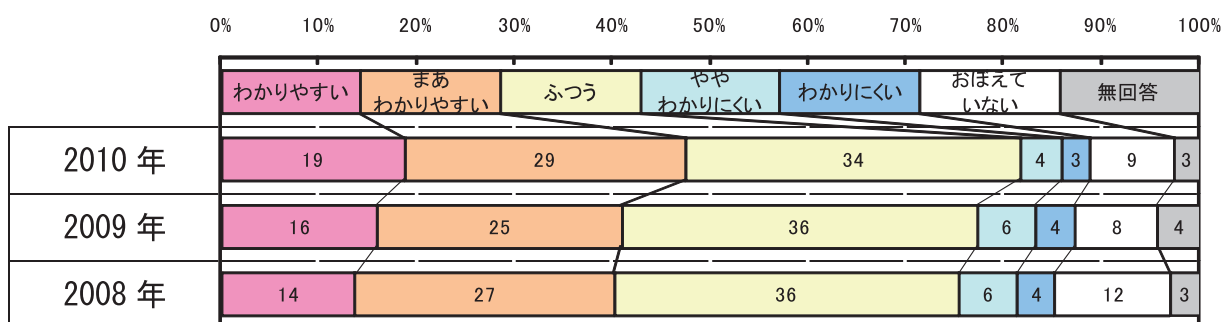 0% 10% 20% 30% 40% 50% 60% 70% 80% 90% 100%
わかりやすい
まあ
わかりやすい
ふつう
やや
わかりにくい
わかりにくい
おぼえて
いない
無回答
2010 年 19 29 34 4 3 9 3
2009 年 16 25 36 6 4 8 4
2008 年 14 27 36 6 4 12 3